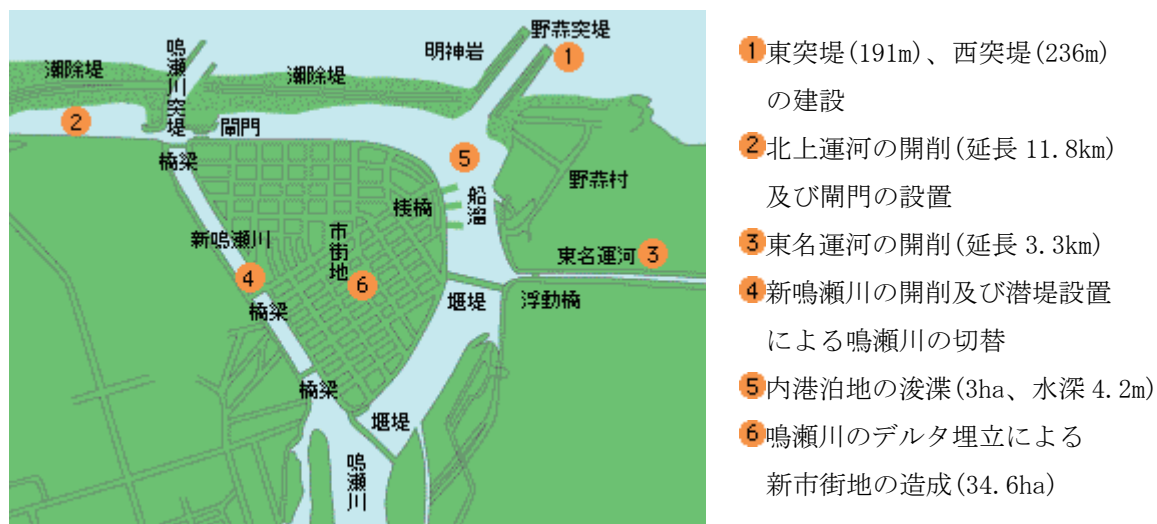 野蒜突堤
1
明神岩
鳴瀬川突堤
潮除堤
潮除堤
2
閘門
橋梁
5
野蒜村
桟橋
船溜
新鳴瀬川
市街地
東名運河 3
4
6
橋梁
堰堤
浮動橋
橋梁
堰堤
鳴瀬川
1東突堤(191m)、西突堤(236m)
の建設
2北上運河の開削(延長 11.8km)
及び閘門の設置
3東名運河の開削(延長 3.3km)
4新鳴瀬川の開削及び潜堤設置
による鳴瀬川の切替
5内港泊地の浚渫(3ha、水深 4.2m)
6鳴瀬川のデルタ埋立による
新市街地の造成(34.6ha)